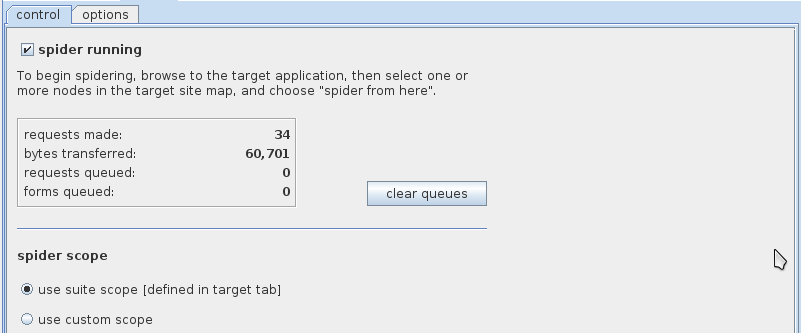 control options
spider running
To begin spidering, browse to the target application, then select one or
more nodes in the target site map, and choose "spider from here".
requests made: 34
bytes transferred: 60,701
requests queued: 0
forms queued: 0
clear queues
spider scope
use suite scope [defined in target tab]
use custom scope